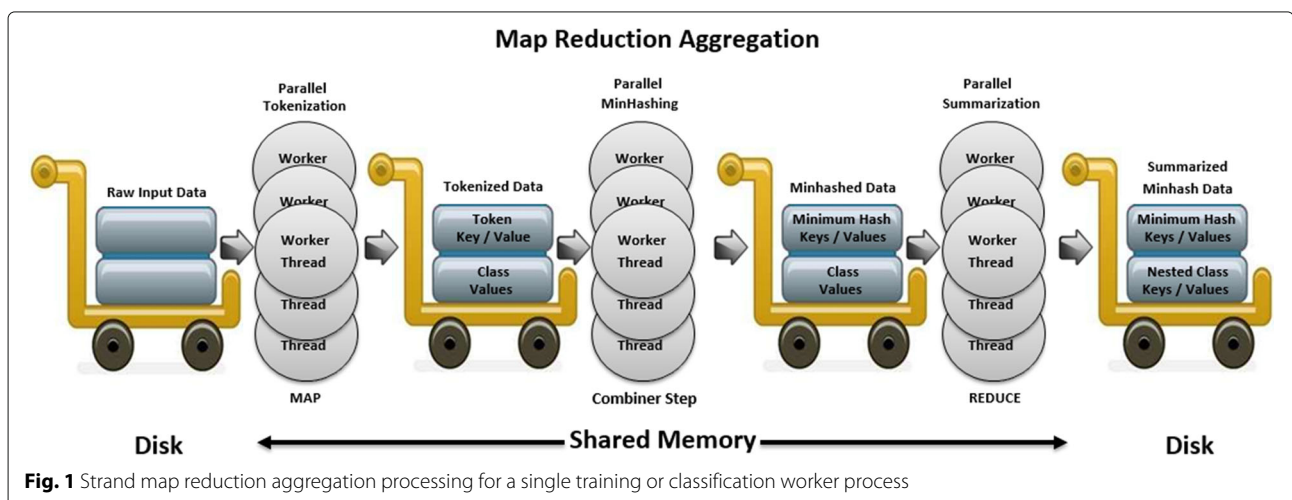 Map Reduction Aggregation
Parallel
Tokenization
Parallel
MinHashing
Parallel
Summarization
Raw Input Data
Worker
Worker
Worker
Thread
Thread
Thread
MAP
Tokenized Data
Token
Key / Value
Class
Values
Worker
Worker
Worker
Thread
Thread
Thread
Combiner Step
Minhashed Data
Minimum Hash
Keys / Values
Class
Values
Worker
Worker
Worker
Thread
Thread
Thread
REDUCE
Summarized
Minhash Data
Minimum Hash
Keys / Values
Nested Class
Keys / Values
Disk
Shared Memory
Disk
Fig. 1 Strand map reduction aggregation processing for a single training or classification worker process